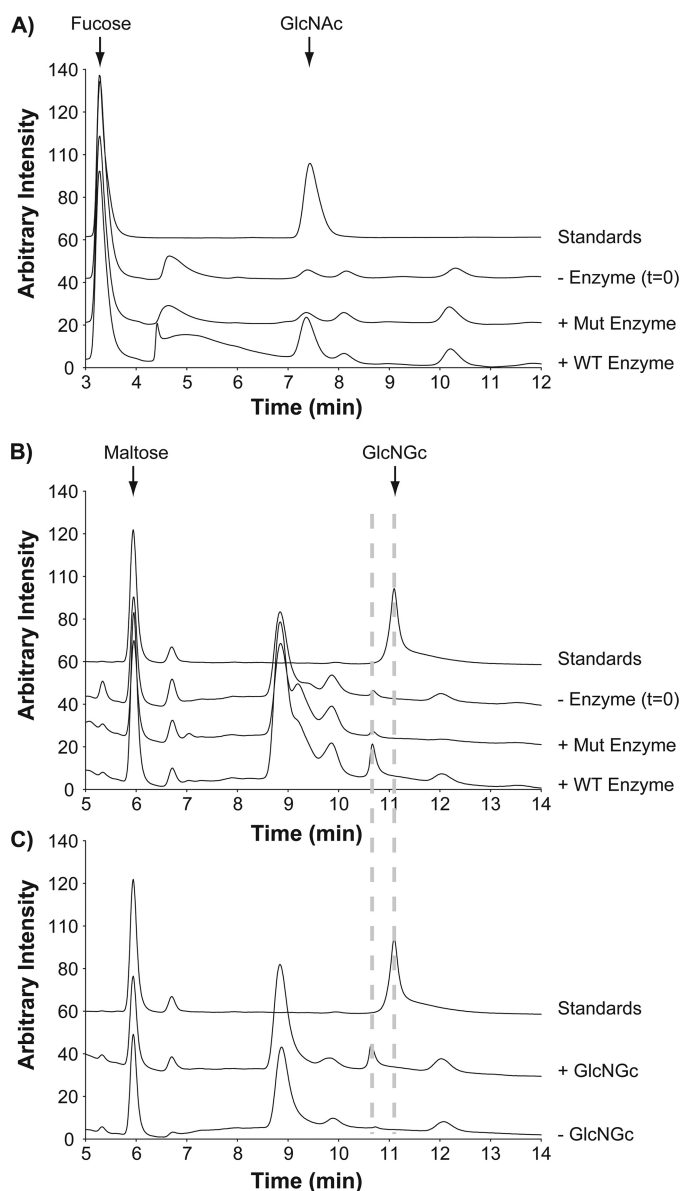 A)
Fucose GlcNAc
140
120
110
80
60
40
20
0
Arbitrary Intensity
Standards
- Enzyme (t=0)
+ Mut Enzyme
+ WT Enzyme
3 4 5 6 7 8 9 10 11 12
Time (min)
B)
Maltose GlcNGc
140
120
110
80
60
40
20
0
Arbitrary Intensity
Standards
- Enzyme (t=0)
+ Mut Enzyme
+ WT Enzyme
5 6 7 8 9 10 11 12 13 14
Time (min)
C)
140
120
110
80
60
40
20
0
Arbitrary Intensity
Standards
+ GlcNGc
- GlcNGc
5 6 7 8 9 10 11 12 13 14
Time (min)